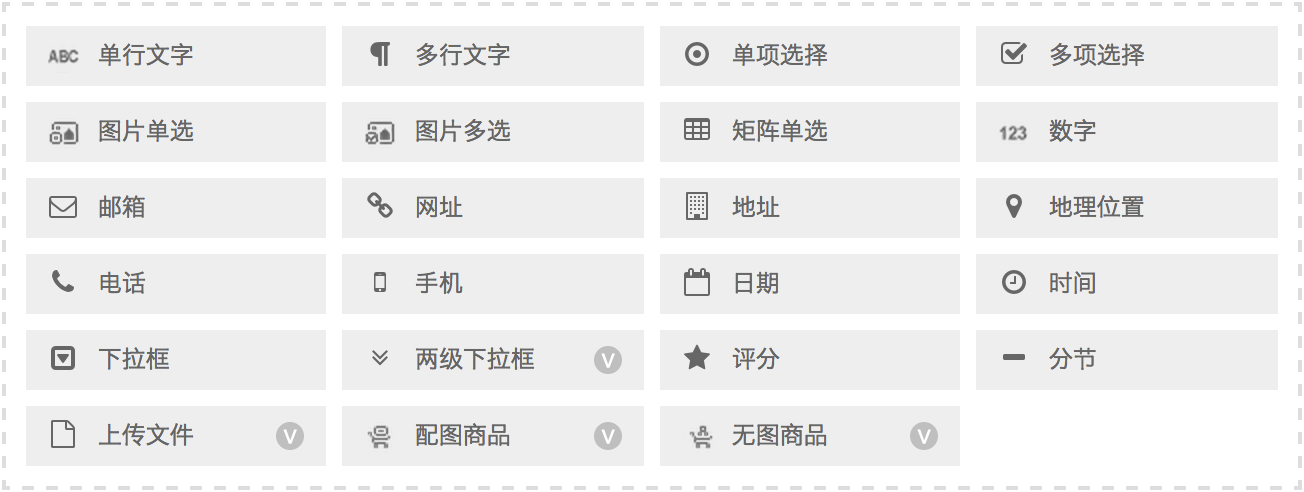 ABC 单行文字
多行文字
单项选择
多项选择
图片单选
图片多选
矩阵单选
123 数字
邮箱
网址
地址
地理位置
电话
手机
日期
时间
下拉框
两级下拉框 V
评分
分节
上传文件 V
配图商品 V
无图商品 V